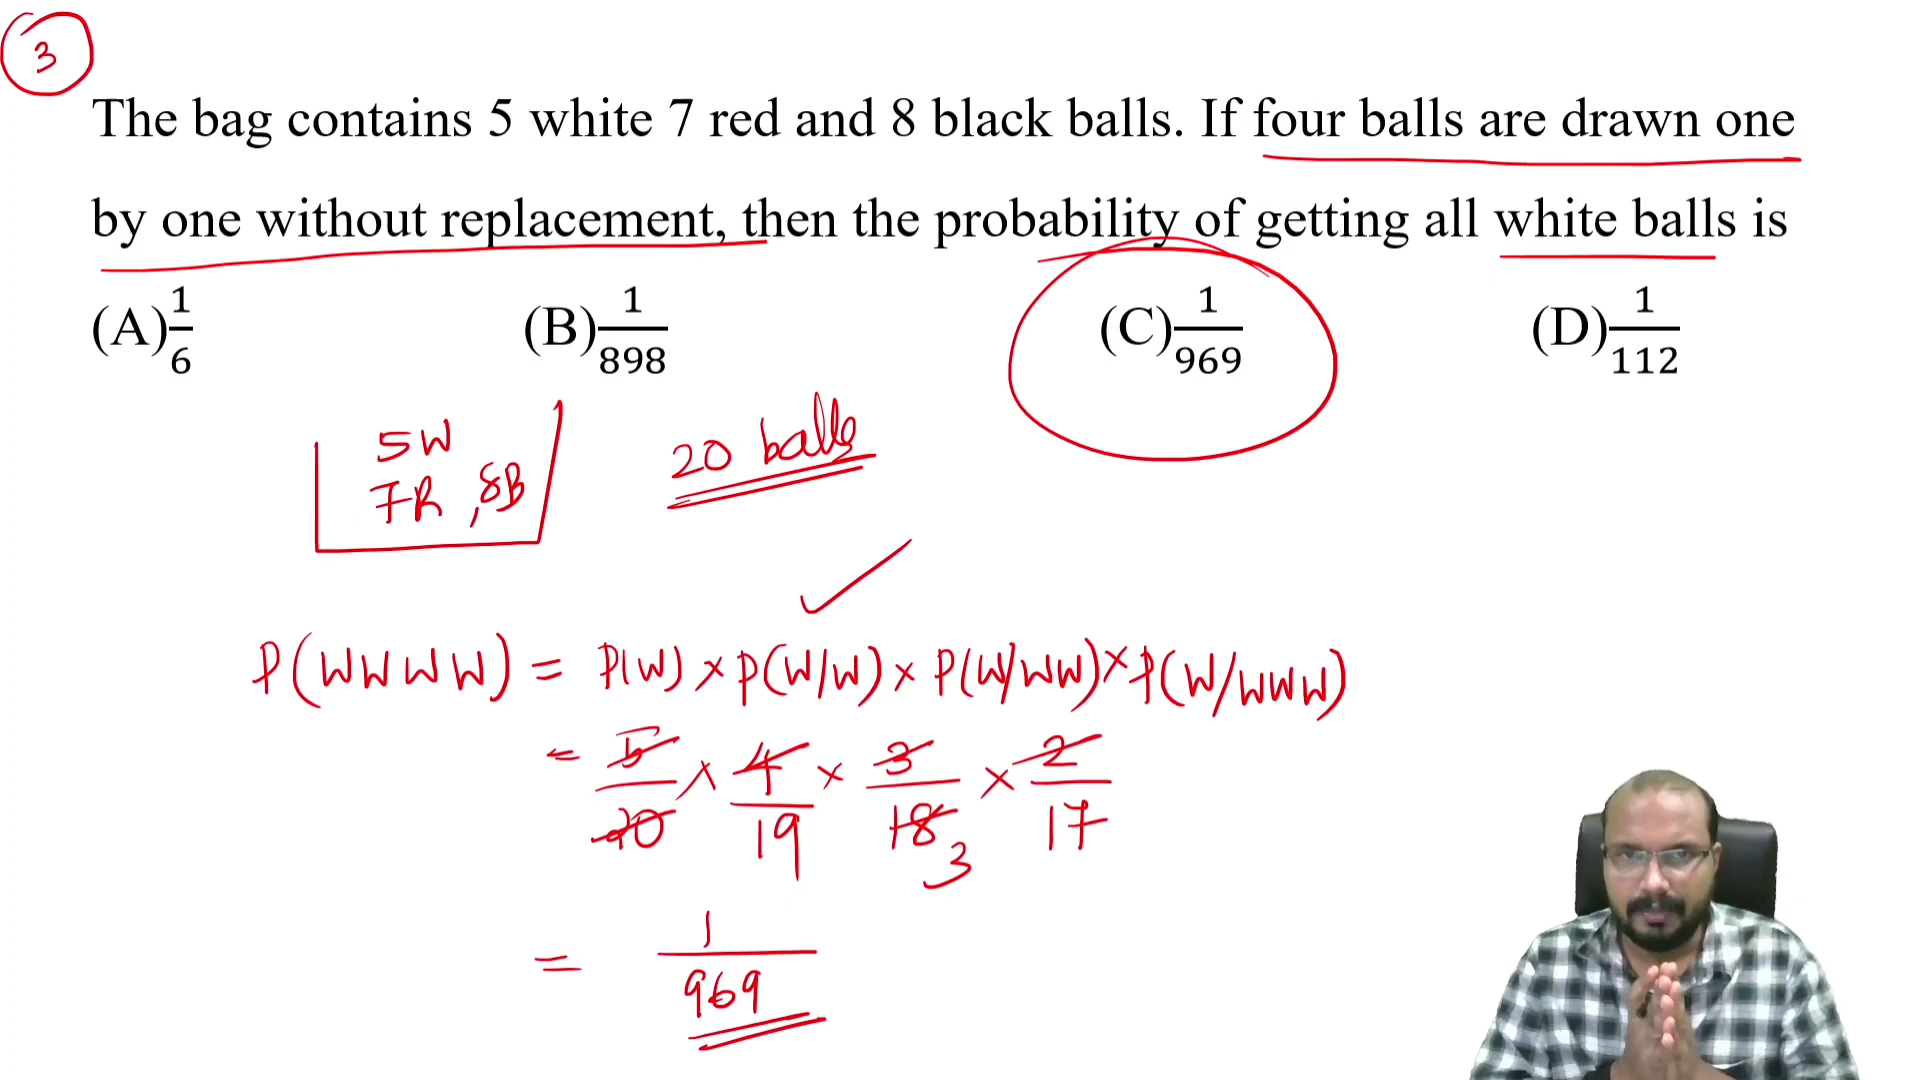 3
The bag contains 5 white 7 red and 8 black balls. If four balls are drawn one
by one without replacement, then the probability of getting all white balls is
(A) 1/6 (B) 1/898 (C) 1/969 (D) 1/112
5W
7R , 8B
20 balls
P(WWWW) = P(W) × P(W/W) × P(W/WW) × P(W/WWW)
= 5/20 × 4/19 × 3/18 × 2/17
3
= 1/969